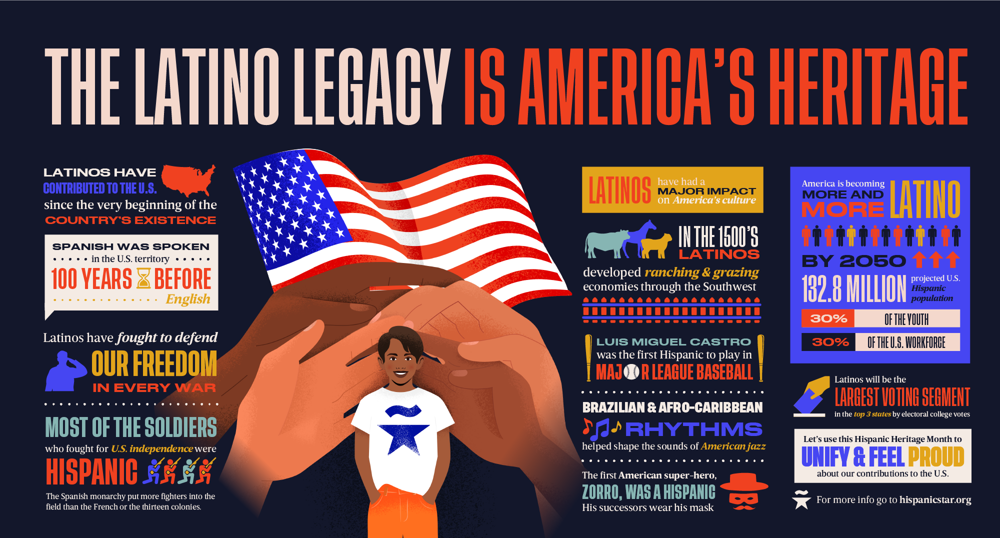 THE LATINO LEGACY IS AMERICA'S HERITAGE
LATINOS HAVE
CONTRIBUTED TO THE U.S.
since the very beginning of the
COUNTRY'S EXISTENCE
SPANISH WAS SPOKEN
in the U.S. territory
100 YEARS BEFORE
English
Latinos have fought to defend
OUR FREEDOM
IN EVERY WAR
MOST OF THE SOLDIERS
who fought for U.S. independence were
HISPANIC
The Spanish monarchy put more fighters into the
field than the French or the thirteen colonies.
LATINOS
have had a
MAJOR IMPACT
on America's culture
IN THE 1500'S
LATINOS
developed ranching & grazing
economies through the Southwest
LUIS MIGUEL CASTRO
was the first Hispanic to play in
MAJOR LEAGUE BASEBALL
BRAZILIAN & AFRO-CARIBBEAN
RHYTHMS
helped shape the sounds of American jazz
The first American super-hero,
ZORRO, WAS A HISPANIC
His successors wear his mask
America is becoming
MORE AND
MORE
LATINO
BY 2050
132.8 MILLION
projected U.S.
Hispanic
population
30% OF THE YOUTH
30% OF THE U.S. WORKFORCE
Latinos will be the
LARGEST VOTING SEGMENT
in the top 3 states by electoral college votes
Let's use this Hispanic Heritage Month to
UNIFY & FEEL PROUD
about our contributions to the U.S.
For more info go to hispanicstar.org